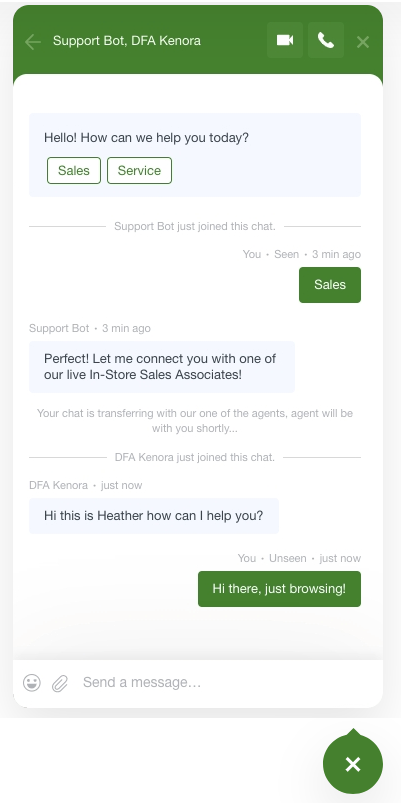 Support Bot, DFA Kenora
Hello! How can we help you today?
Sales Service
Support Bot just joined this chat.
You • Seen • 3 min ago
Sales
Support Bot • 3 min ago
Perfect! Let me connect you with one of
our live In-Store Sales Associates!
Your chat is transferring with our one of the agents, agent will be
with you shortly...
DFA Kenora just joined this chat.
DFA Kenora • just now
Hi this is Heather how can I help you?
You • Unseen • just now
Hi there, just browsing!
Send a message...